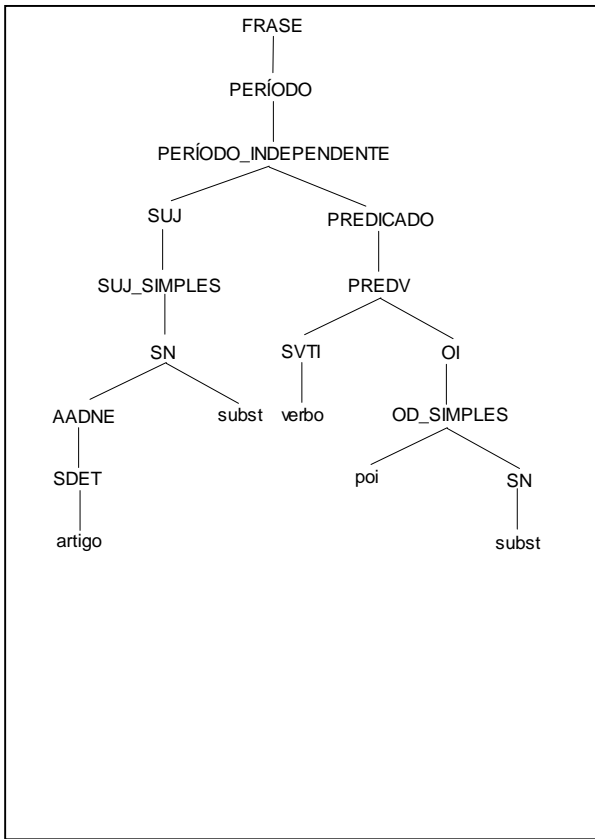 FRASE
PERÍODO
PERÍODO_INDEPENDENTE
SUJ PREDICADO
SUJ_SIMPLES PREDV
SN SVTI OI
AADNE subst verbo OD_SIMPLES
SDET poi SN
artigo subst